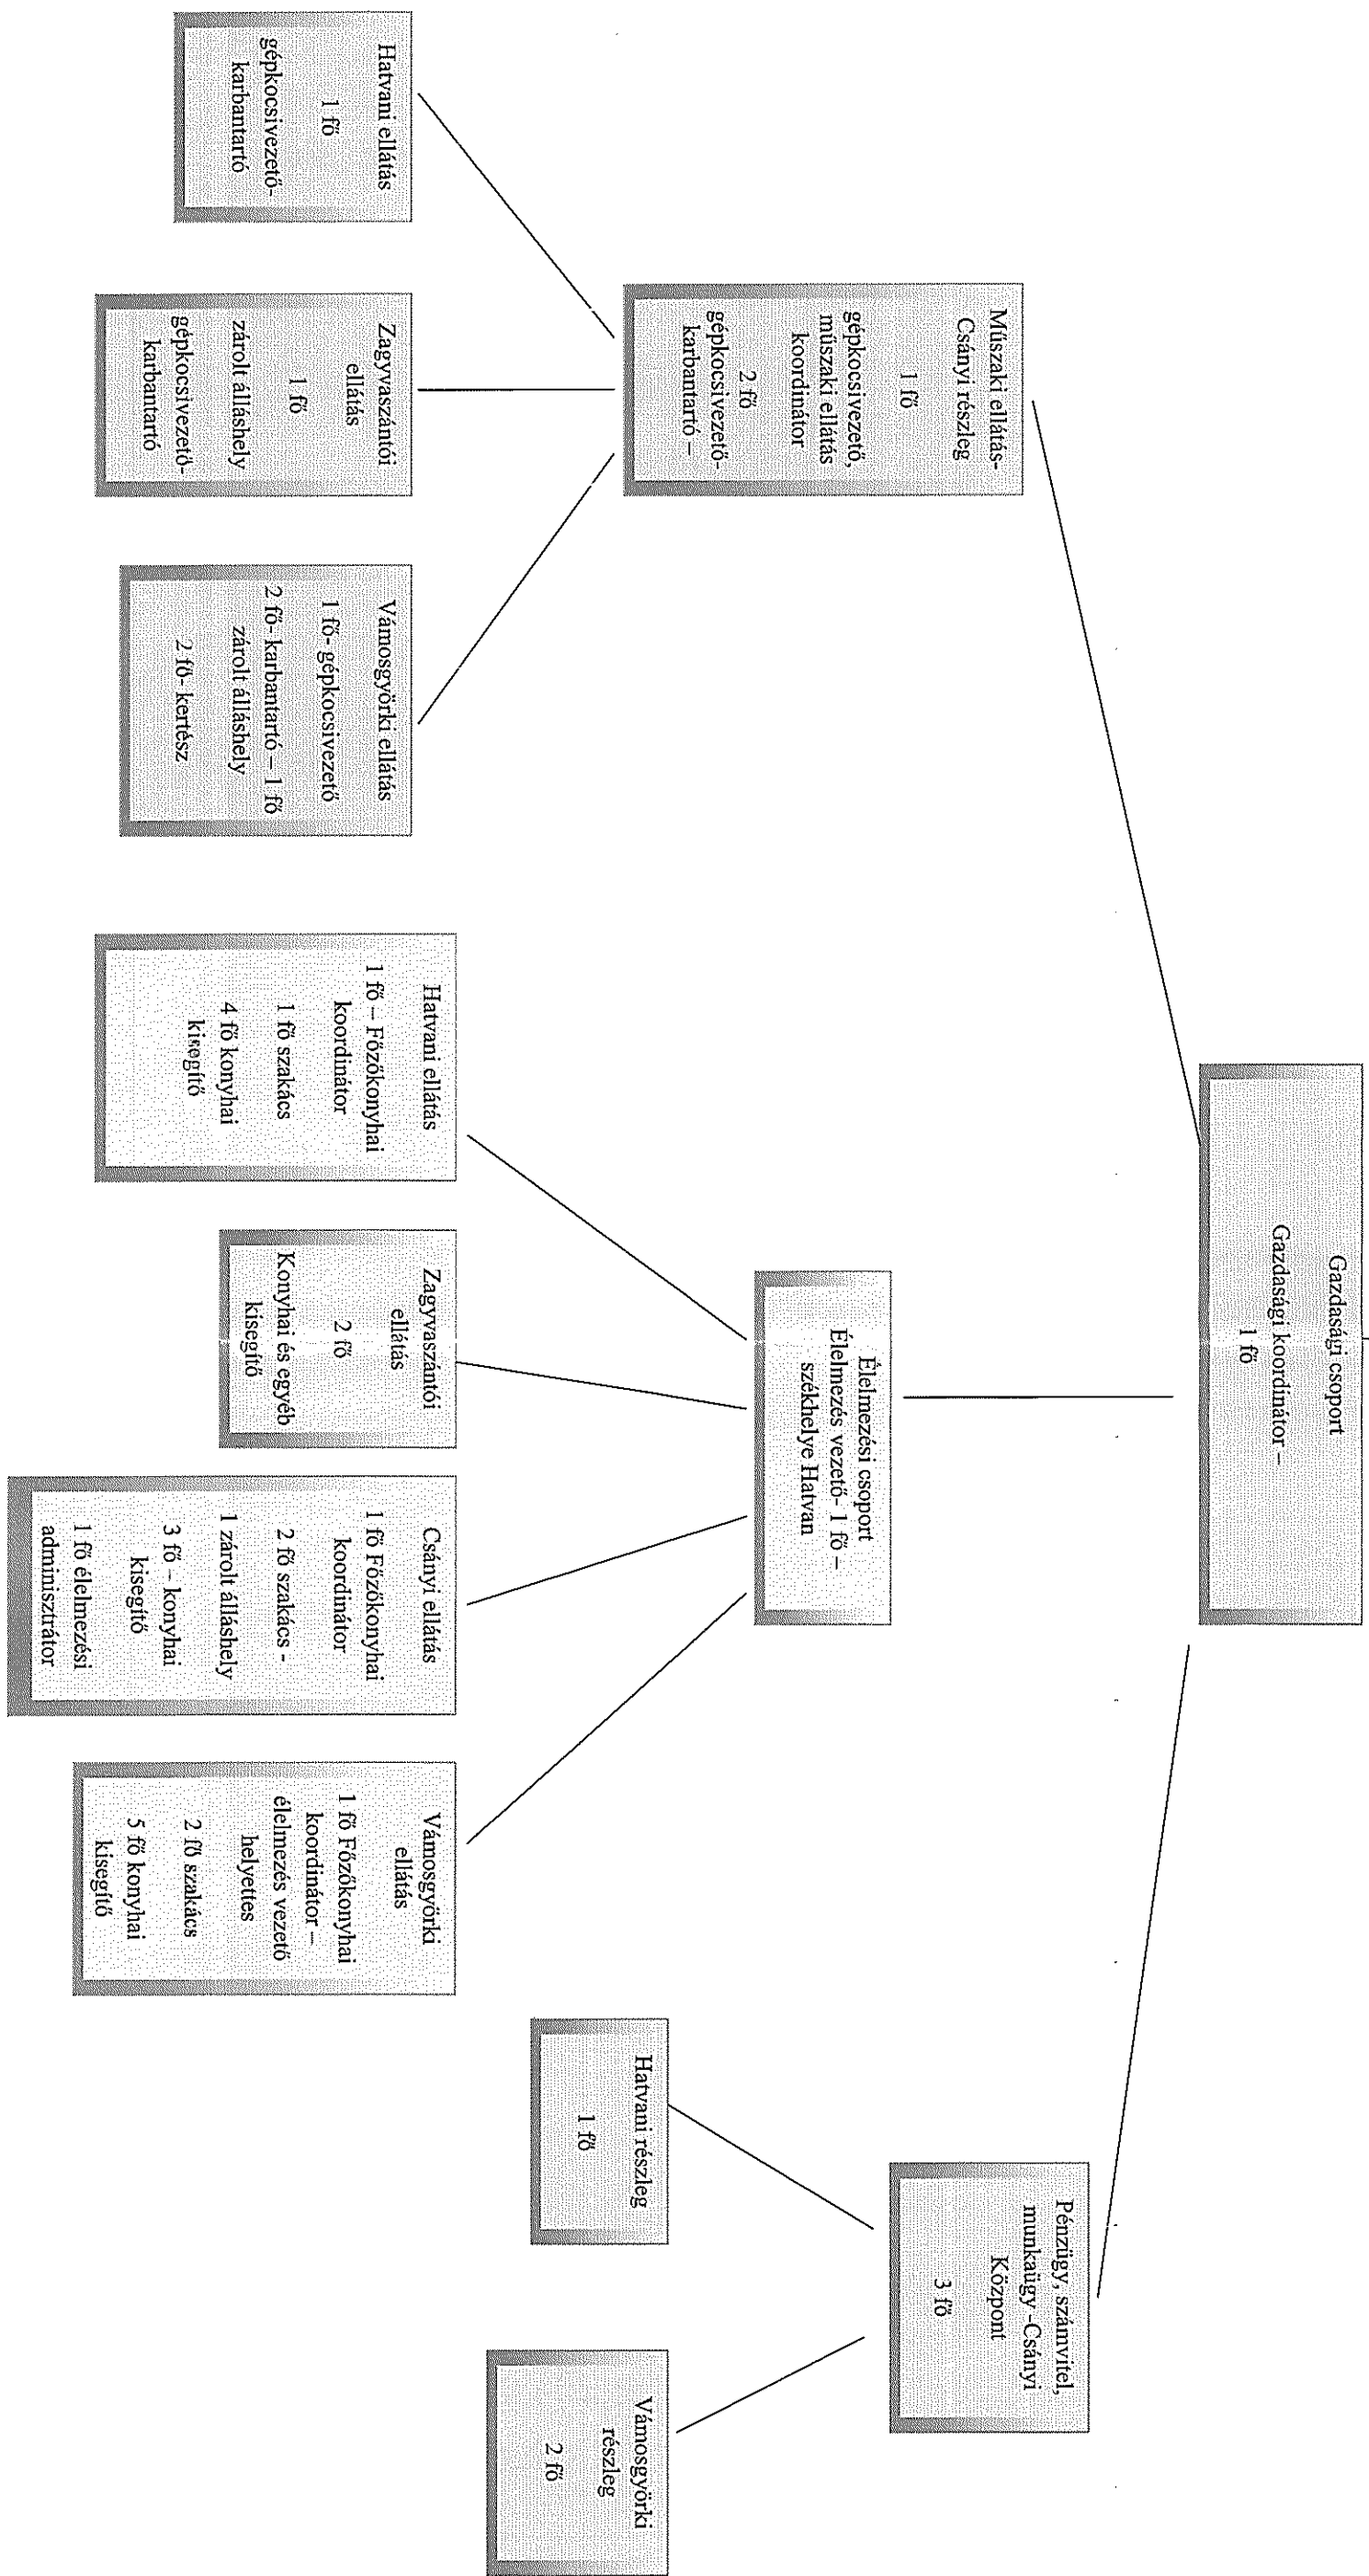 Gazdasági csoport
Gazdasági koordinátor –
1 fő
Műszaki ellátás-
Csányi részleg
1 fő
gépkocsivezető,
műszaki ellátás
koordinátor
2 fő
gépkocsivezető-
karbantartó –
Élelmezési csoport
Élelmezés vezető- 1 fő –
székhelye Hatvan
Pénzügy, számvitel,
munkaügy -Csányi
Központ
3 fő
Hatvani ellátás
1 fő
gépkocsivezető-
karbantartó
Zagyvaszántói
ellátás
1 fő
zárolt álláshely
gépkocsivezető-
karbantartó
Vámosgyörki ellátás
1 fő- gépkocsivezető
2 fő- karbantartó – 1 fő
zárolt álláshely
2 fő- kertész
Hatvani ellátás
1 fő – Főzőkonyhai
koordinátor
1 fő szakács
4 fő konyhai
kisegítő
Zagyvaszántói
ellátás
2 fő
Konyhai és egyéb
kisegítő
Csányi ellátás
1 fő Főzőkonyhai
koordinátor
2 fő szakács -
1 zárolt álláshely
3 fő – konyhai
kisegítő
1 fő élelmezési
adminisztrátor
Vámosgyörki
ellátás
1 fő Főzőkonyhai
koordinátor –
élelmezés vezető
helyettes
2 fő szakács
5 fő konyhai
kisegítő
Hatvani részleg
1 fő
Vámosgyörki
részleg
2 fő